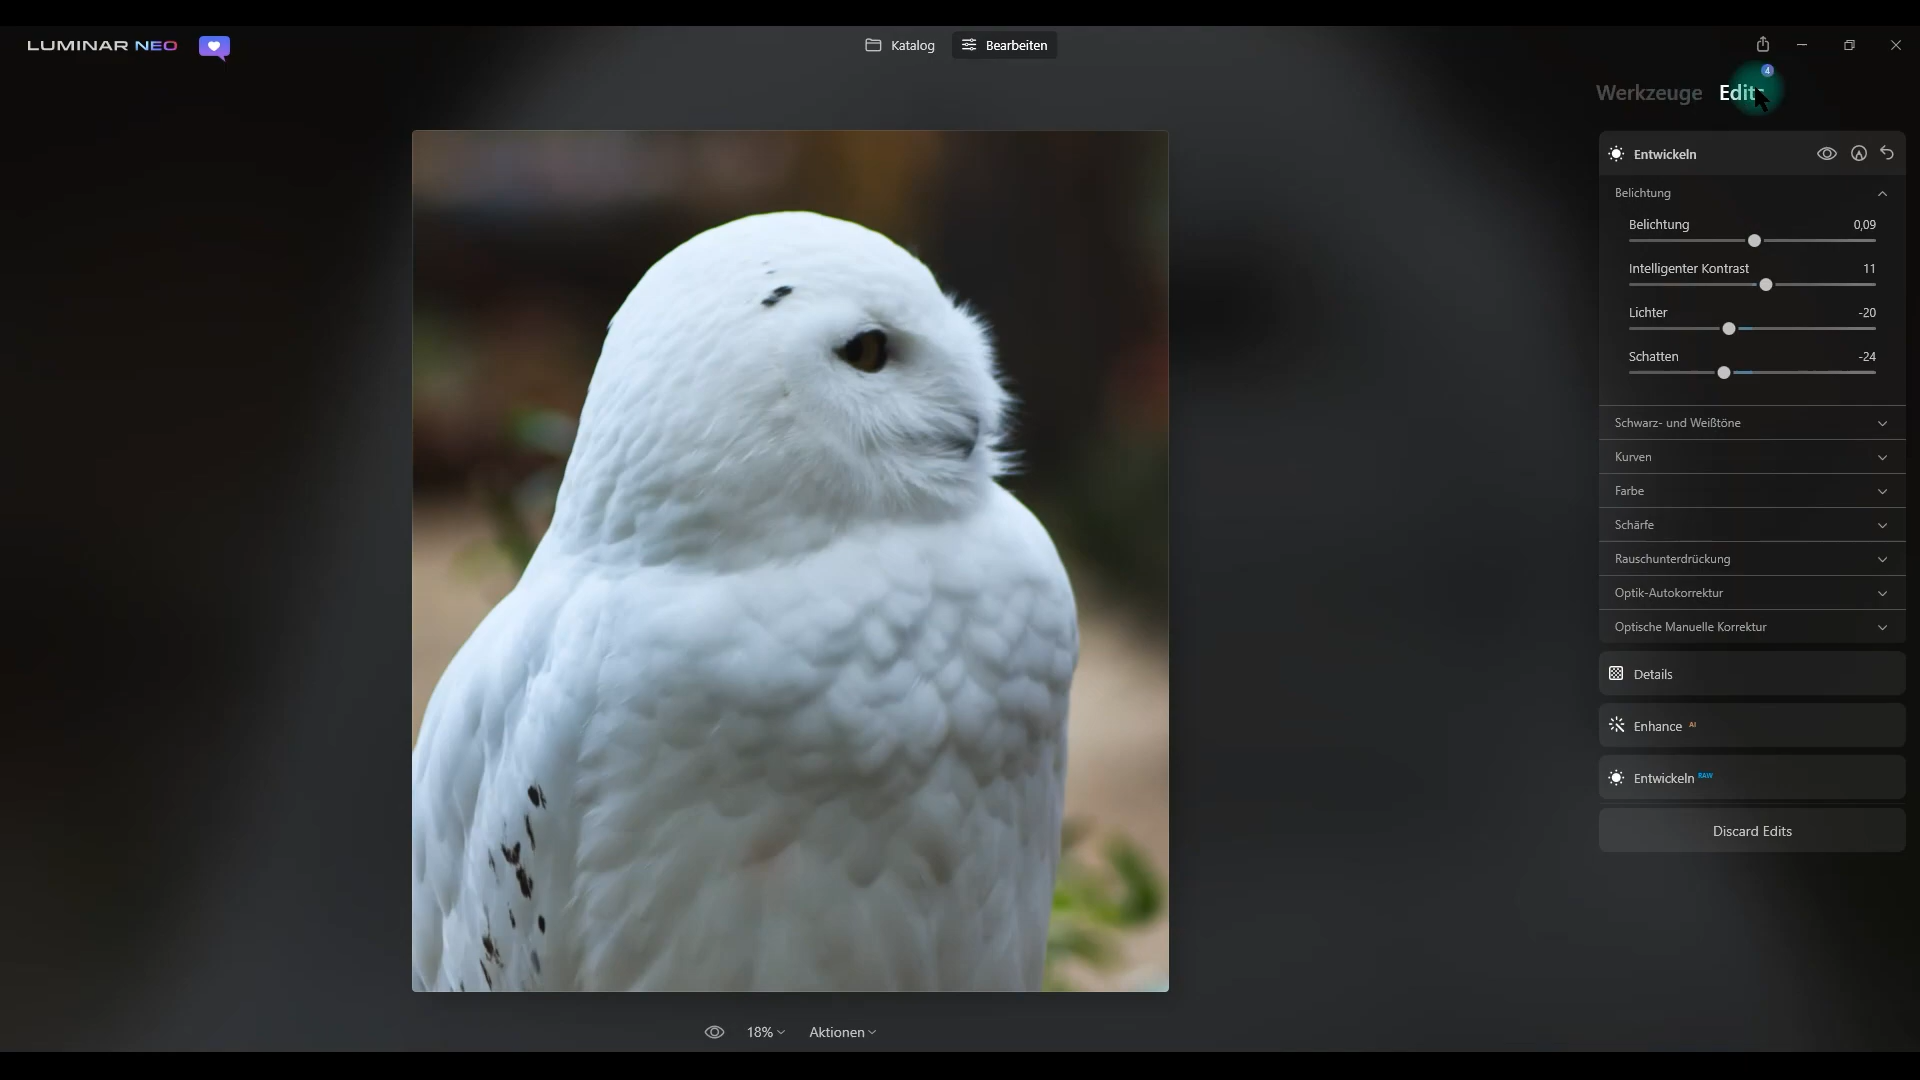 LUMINAR NEO
Katalog
Bearbeiten
4
Werkzeuge
Edits
Entwickeln
Belichtung
Belichtung 0,09
Intelligenter Kontrast 11
Lichter -20
Schatten -24
Schwarz- und Weißtöne
Kurven
Farbe
Schärfe
Rauschunterdrückung
Optik-Autokorrektur
Optische Manuelle Korrektur
Details
Enhance AI
Entwickeln RAW
Discard Edits
18%
Aktionen